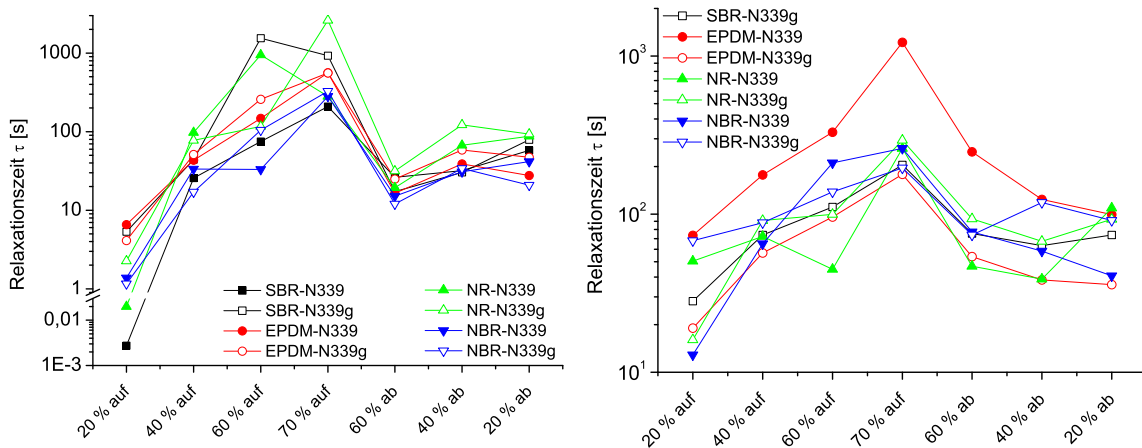 Relaxationszeit τ [s]
1000
100
10
1
0,01
1E-3
SBR-N339
SBR-N339g
EPDM-N339
EPDM-N339g
NR-N339
NR-N339g
NBR-N339
NBR-N339g
20 % auf
40 % auf
60 % auf
70 % auf
60 % ab
40 % ab
20 % ab
Relaxationszeit τ [s]
10³
10²
10¹
SBR-N339g
EPDM-N339
EPDM-N339g
NR-N339
NR-N339g
NBR-N339
NBR-N339g
20 % auf
40 % auf
60 % auf
70 % auf
60 % ab
40 % ab
20 % ab